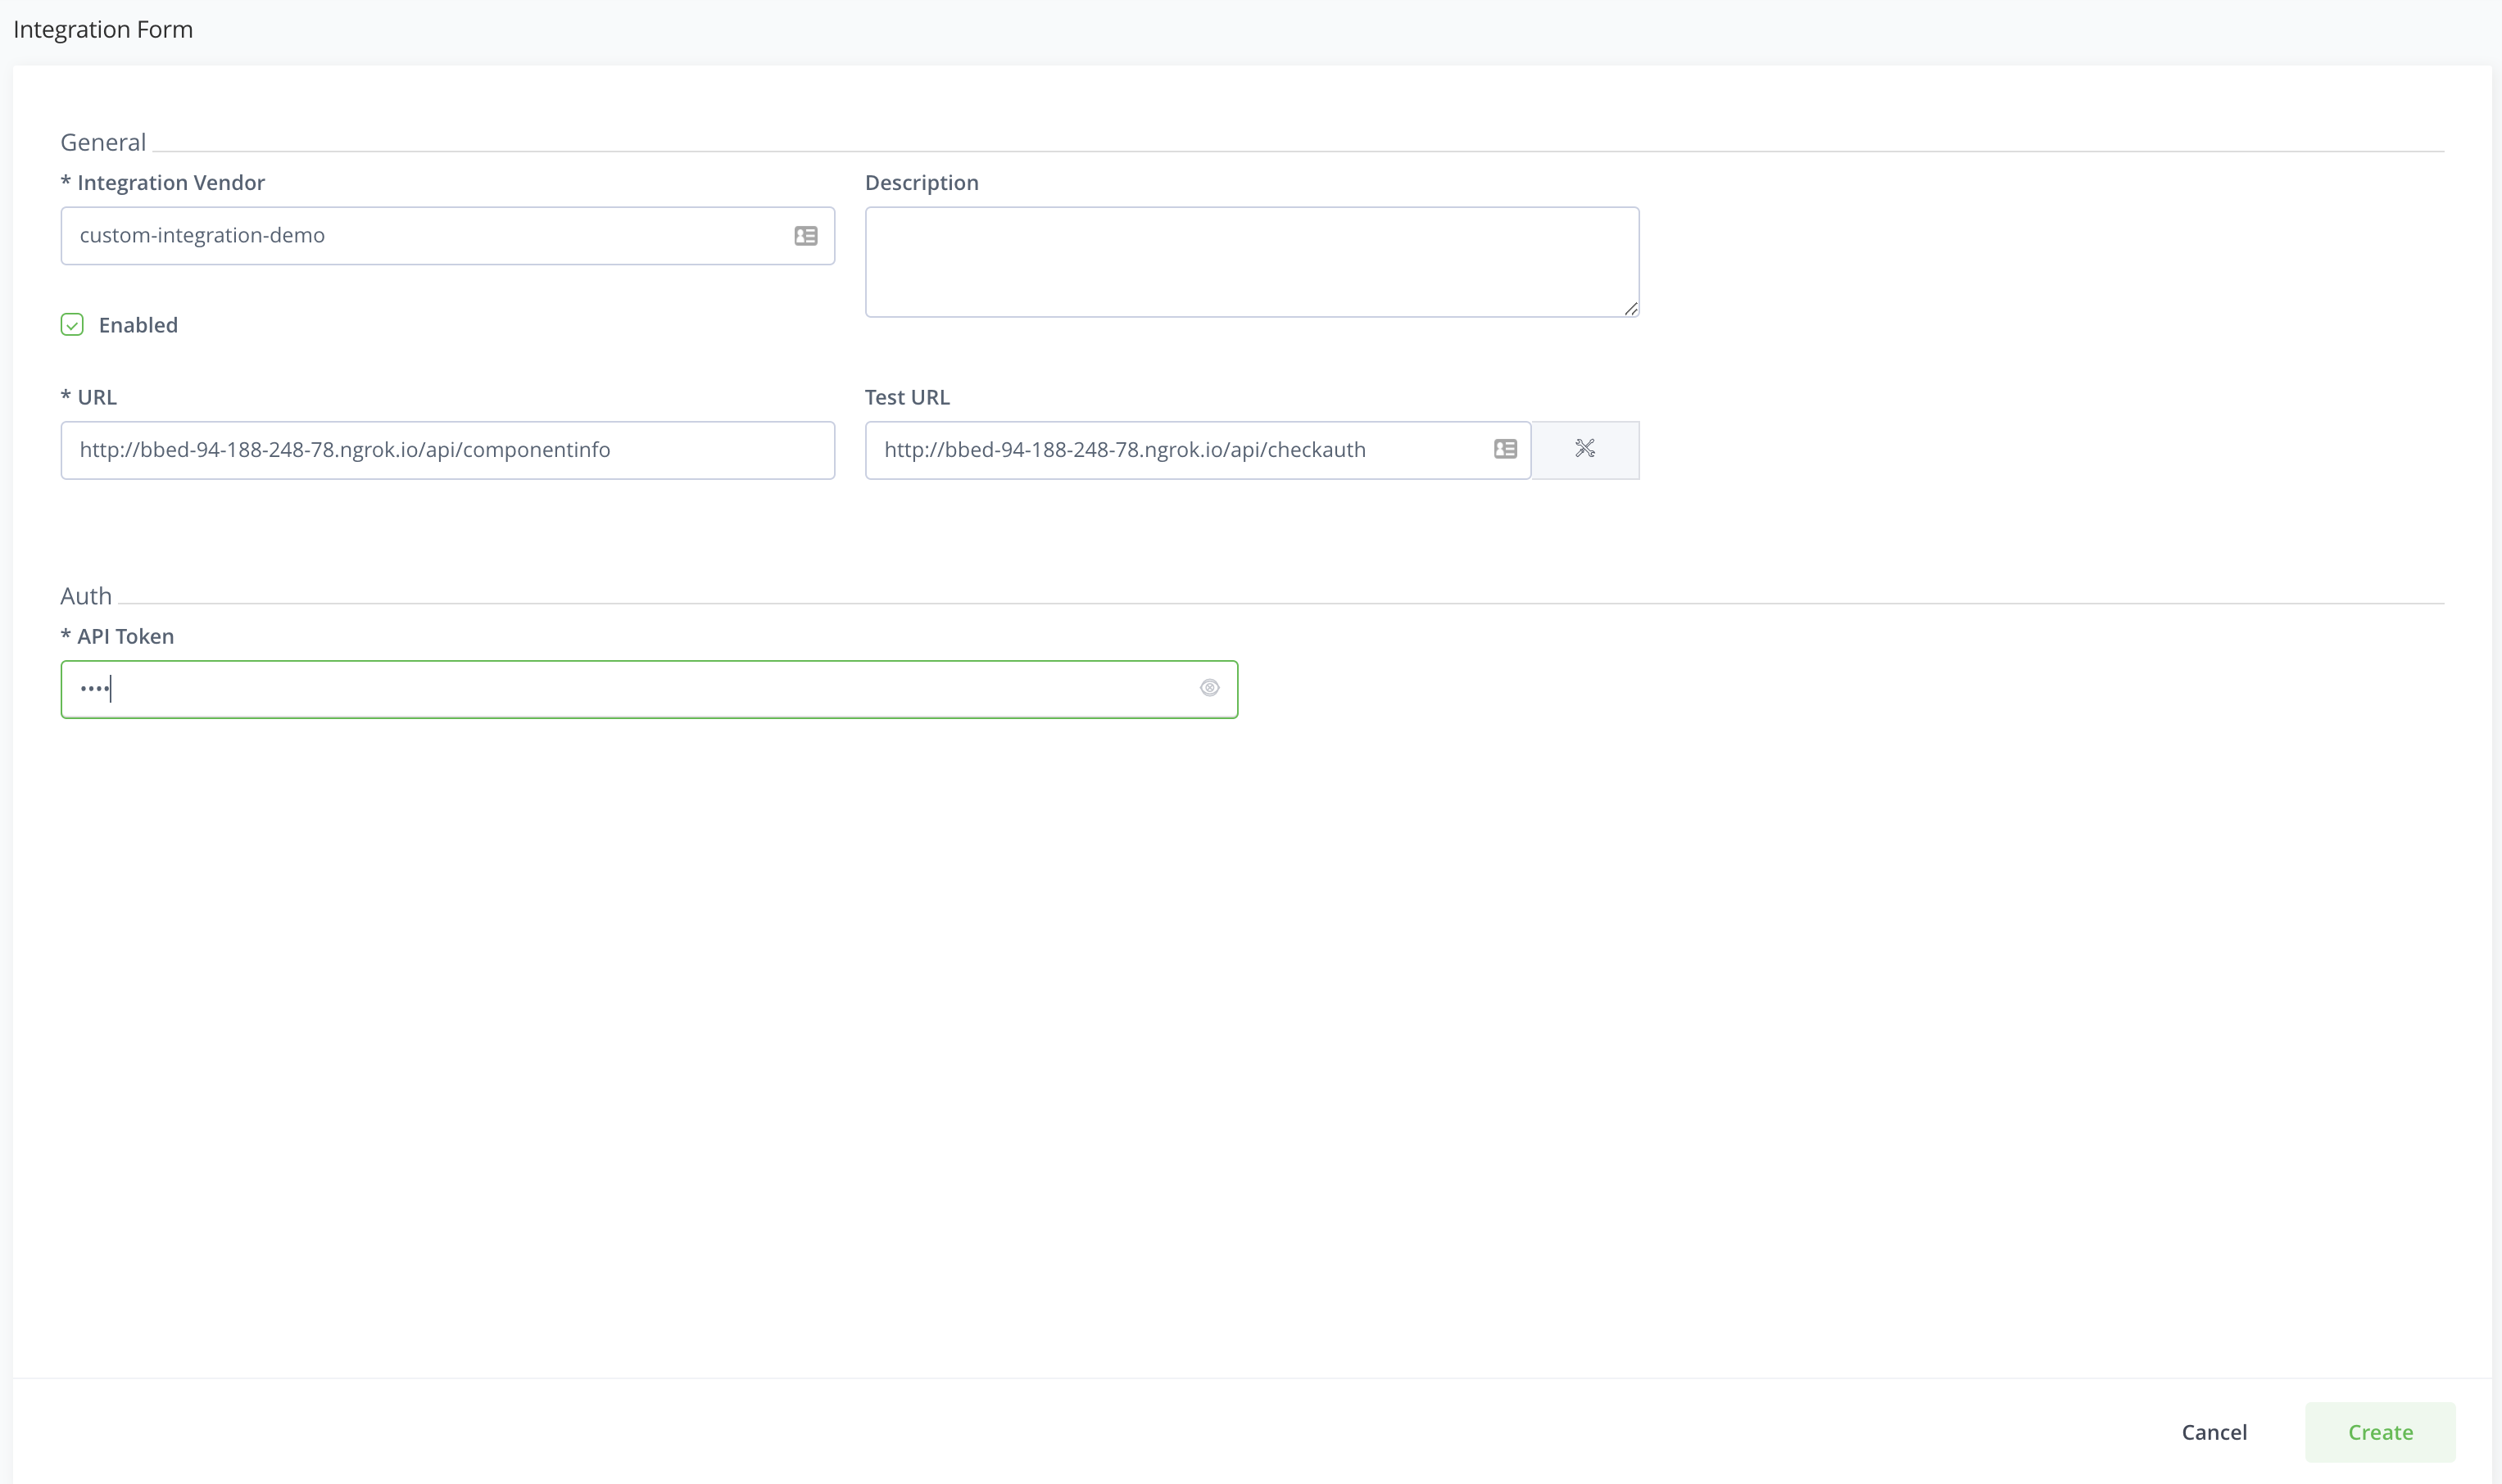 Integration Form
General
* Integration Vendor
Description
custom-integration-demo
Enabled
* URL
Test URL
http://bbed-94-188-248-78.ngrok.io/api/componentinfo
http://bbed-94-188-248-78.ngrok.io/api/checkauth
Auth
* API Token
••••
Cancel
Create